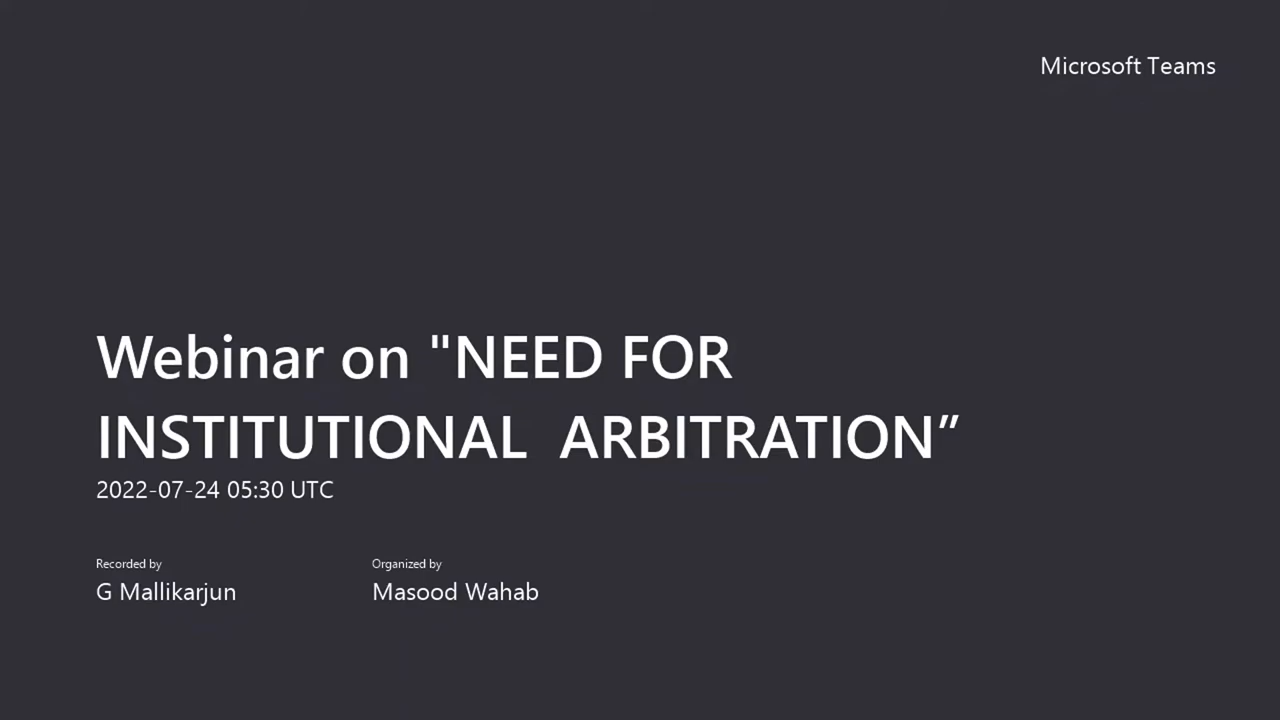 Microsoft Teams
Webinar on "NEED FOR
INSTITUTIONAL  ARBITRATION”
2022-07-24 05:30 UTC
Recorded by
Organized by
G Mallikarjun
Masood Wahab